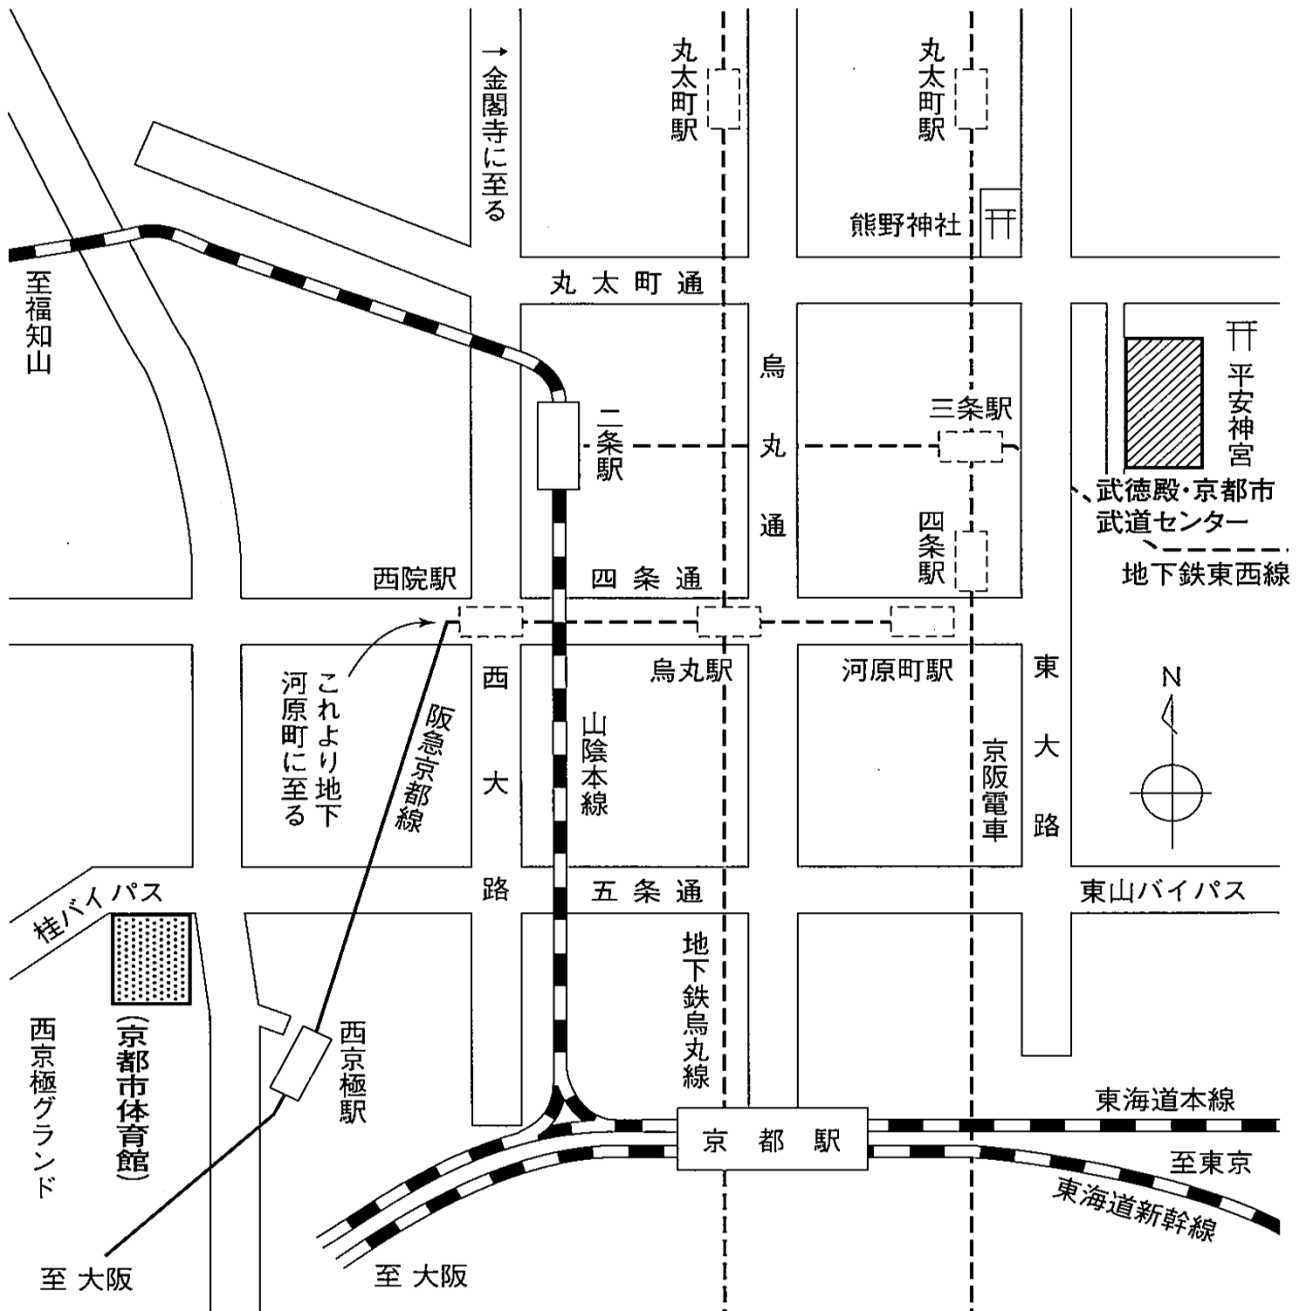 丸太町駅
丸太町駅
→金閣寺に至る
熊野神社
丸太町通
至福知山
烏丸通
平安神宮
二条駅
三条駅
武徳殿・京都市
武道センター
四条駅
地下鉄東西線
西院駅
四条通
烏丸駅
河原町駅
これより地下
河原町に至る
阪急京都線
西大路
山陰本線
京阪電車
東大路
N
五条通
東山バイパス
桂バイパス
地下鉄烏丸線
西京極グランド
(京都市体育館)
西京極駅
京都駅
東海道本線
至東京
東海道新幹線
至 大阪
至 大阪